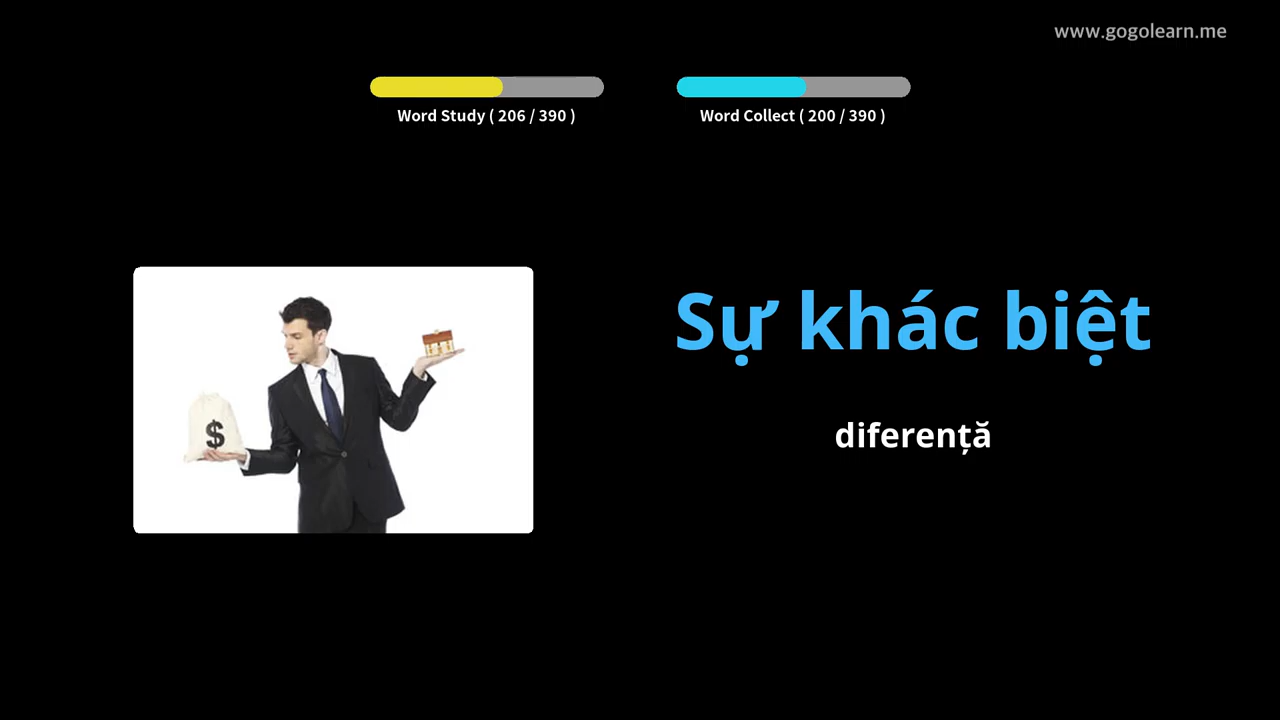 www.gogolearn.me
Word Study ( 206 / 390 )
Word Collect ( 200 / 390 )
Sự khác biệt
diferență
$